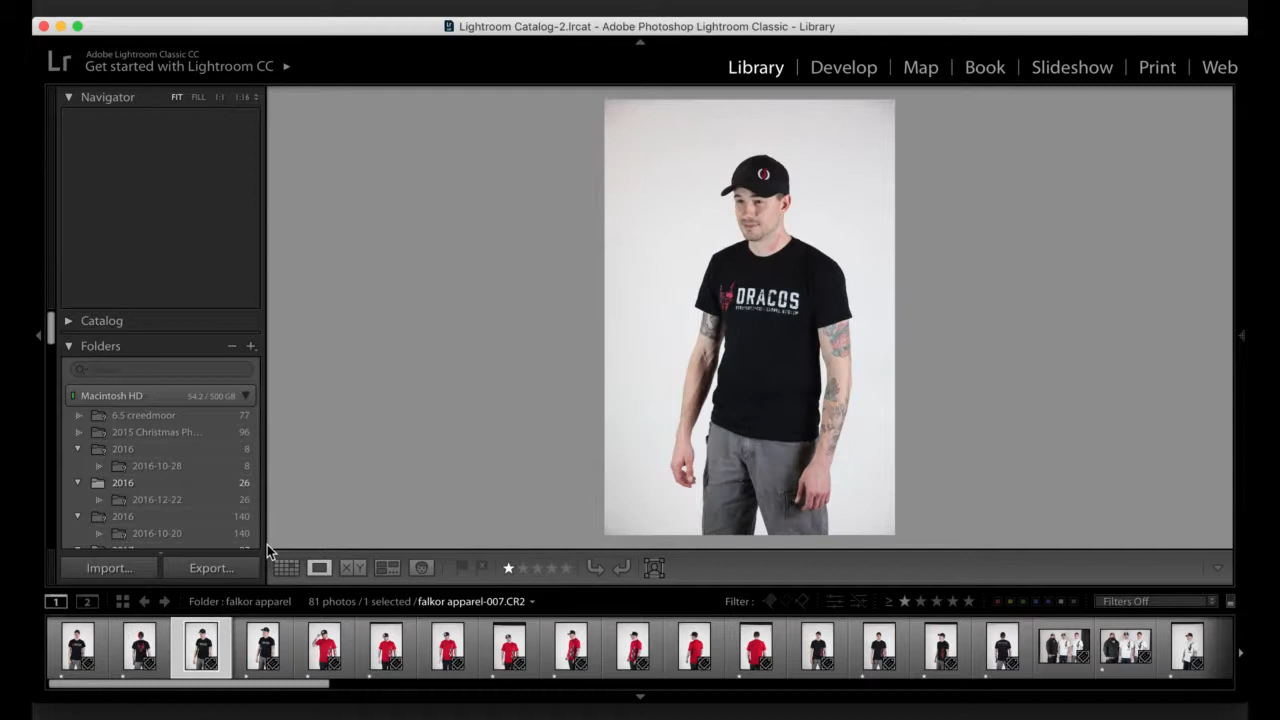 Lightroom Catalog-2.lrcat - Adobe Photoshop Lightroom Classic - Library
Lr
Adobe Lightroom Classic CC
Get started with Lightroom CC
Library | Develop | Map | Book | Slideshow | Print | Web
Navigator FIT FILL 1:1 1:16
DRACOS
Catalog
Folders
Macintosh HD 54.2 / 500 GB
6.5 creedmoor 77
2015 Christmas Ph... 96
2016 8
2016-10-28 8
2016 26
2016-12-22 26
2016 140
2016-10-20 140
Import... Export...
X Y
1 2 Folder : falkor apparel 81 photos / 1 selected / falkor apparel-007.CR2 Filter : ≥ Filters Off